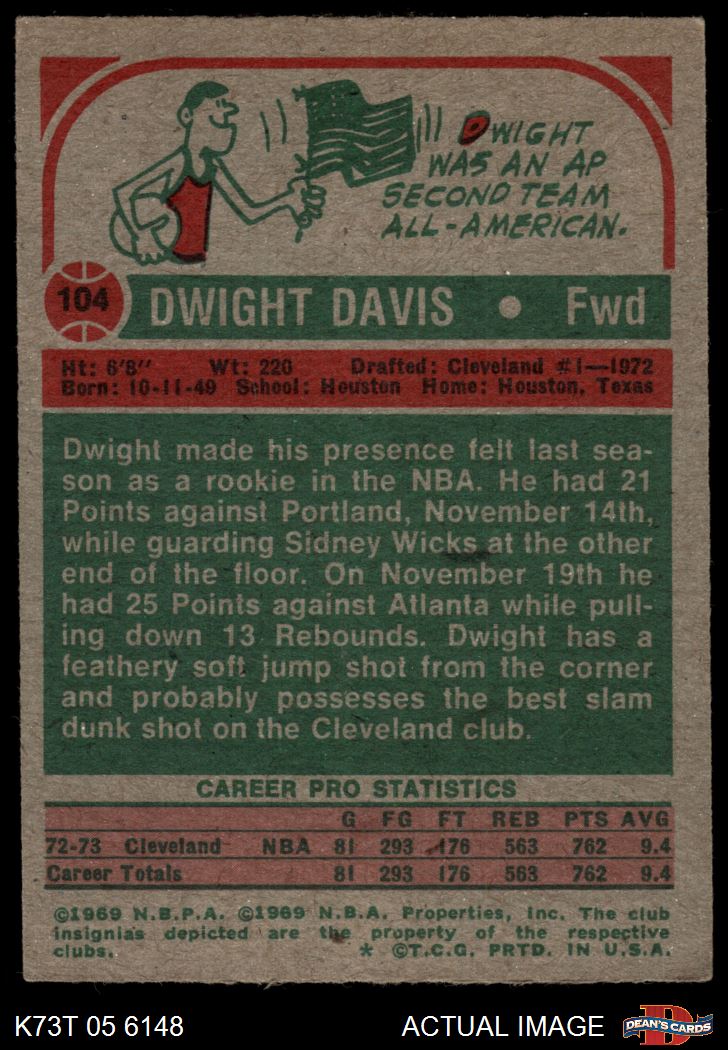 DWIGHT
WAS AN AP
SECOND TEAM
ALL-AMERICAN.
104 DWIGHT DAVIS • Fwd
Ht: 6'8" Wt: 220 Drafted: Cleveland #1—1972
Born: 10-11-49 School: Houston Home: Houston, Texas
Dwight made his presence felt last sea-
son as a rookie in the NBA. He had 21
Points against Portland, November 14th,
while guarding Sidney Wicks at the other
end of the floor. On November 19th he
had 25 Points against Atlanta while pull-
ing down 13 Rebounds. Dwight has a
feathery soft jump shot from the corner
and probably possesses the best slam
dunk shot on the Cleveland club.
CAREER PRO STATISTICS
G FG FT REB PTS AVG
72-73 Cleveland NBA 81 293 176 563 762 9.4
Career Totals 81 293 176 563 762 9.4
©1969 N.B.P.A. ©1969 N.B.A. Properties, Inc. The club
insignias depicted are the property of the respective
clubs. * ©T.C.G. PRTD. IN U.S.A.
K73T 05 6148 ACTUAL IMAGE D DEAN'S CARDS